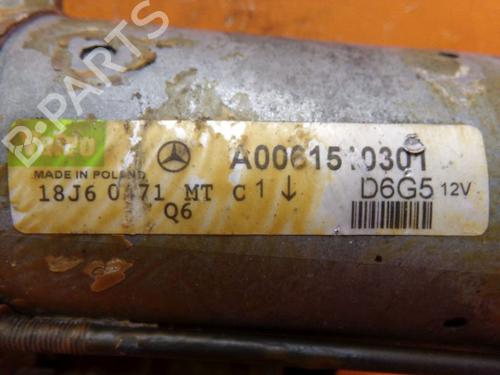 B-PARTS
MADE IN POLAND
A0061510301
18J6 0471 MT C 1 ↓
D6G5 12V
Q6